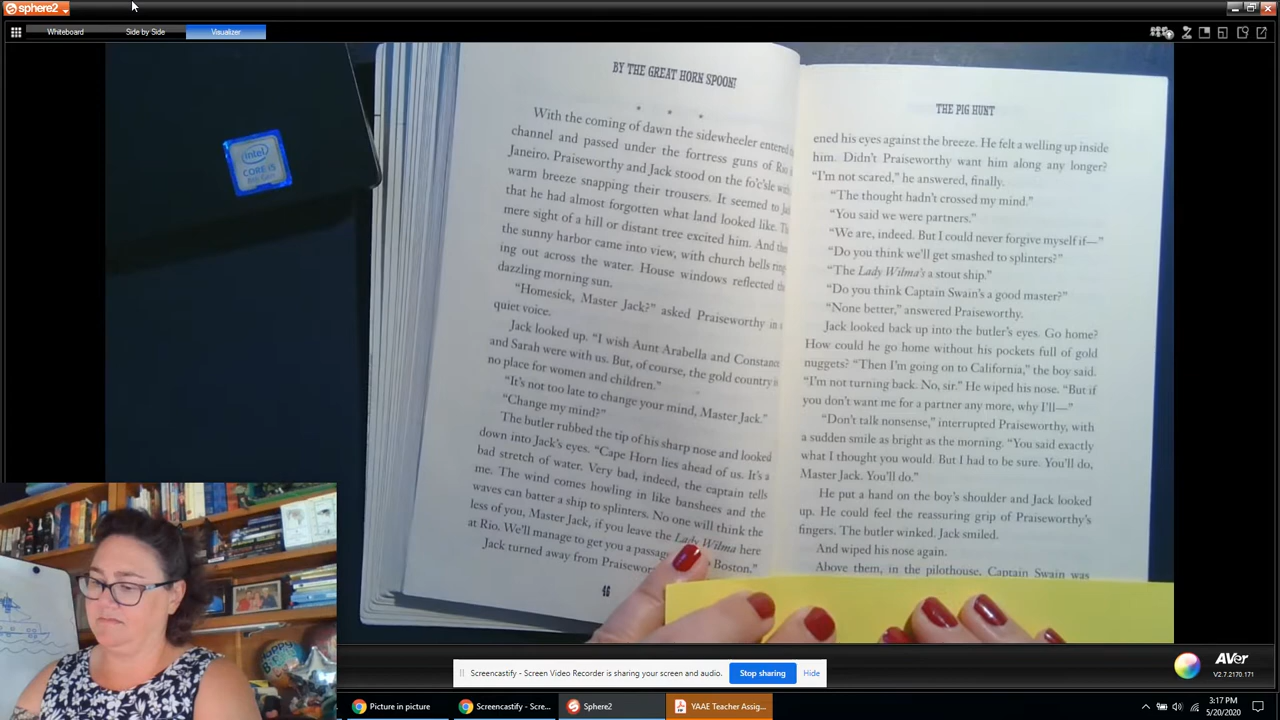 sphere2
Whiteboard
Side by Side
Visualizer
intel
CORE i5
8th Gen
BY THE GREAT HORN SPOON!
* * *
With the coming of dawn the sidewheeler entered
channel and passed under the fortress guns of Rio
Janeiro. Praiseworthy and Jack stood on the fo'c'sle with
warm breeze snapping their trousers. It seemed to
that he had almost forgotten what land looked like.
mere sight of a hill or distant tree excited him. And
the sunny harbor came into view, with church bells ring-
ing out across the water. House windows reflected the
dazzling morning sun.
"Homesick, Master Jack?" asked Praiseworthy in a
quiet voice.
Jack looked up. "I wish Aunt Arabella and Constance
and Sarah were with us. But, of course, the gold country is
no place for women and children."
"It's not too late to change your mind, Master Jack."
"Change my mind?"
The butler rubbed the tip of his sharp nose and looked
down into Jack's eyes. "Cape Horn lies ahead of us. It's a
bad stretch of water. Very bad, indeed, the captain tells
me. The wind comes howling in like banshees and the
waves can batter a ship to splinters. No one will think the
less of you, Master Jack, if you leave the Lady Wilma here
at Rio. We'll manage to get you a passage Boston."
Jack turned away from
46
THE PIG HUNT
ened his eyes against the breeze. He felt a welling up inside
him. Didn't Praiseworthy want him along any longer?
"I'm not scared," he answered, finally.
"The thought hadn't crossed my mind."
"You said we were partners."
"We are, indeed. But I could never forgive myself if—"
"Do you think we'll get smashed to splinters?"
"The Lady Wilma's a stout ship."
"Do you think Captain Swain's a good master?"
"None better," answered Praiseworthy.
Jack looked back up into the butler's eyes. Go home?
How could he go home without his pockets full of gold
nuggets? "Then I'm going on to California," the boy said.
"I'm not turning back. No, sir." He wiped his nose. "But if
you don't want me for a partner any more, why I'll—"
"Don't talk nonsense," interrupted Praiseworthy, with
a sudden smile as bright as the morning. "You said exactly
what I thought you would. But I had to be sure. You'll do,
Master Jack. You'll do."
He put a hand on the boy's shoulder and Jack looked
up. He could feel the reassuring grip of Praiseworthy's
fingers. The butler winked. Jack smiled.
And wiped his nose again.
Above them, in the pilothouse, Captain Swain was
Screencastify - Screen Video Recorder is sharing your screen and audio.
Stop sharing
Hide
AVer
V2.7.2170.171
Picture in picture
Screencastify - Scre...
Sphere2
YAAE Teacher Assig...
3:17 PM
5/20/2020